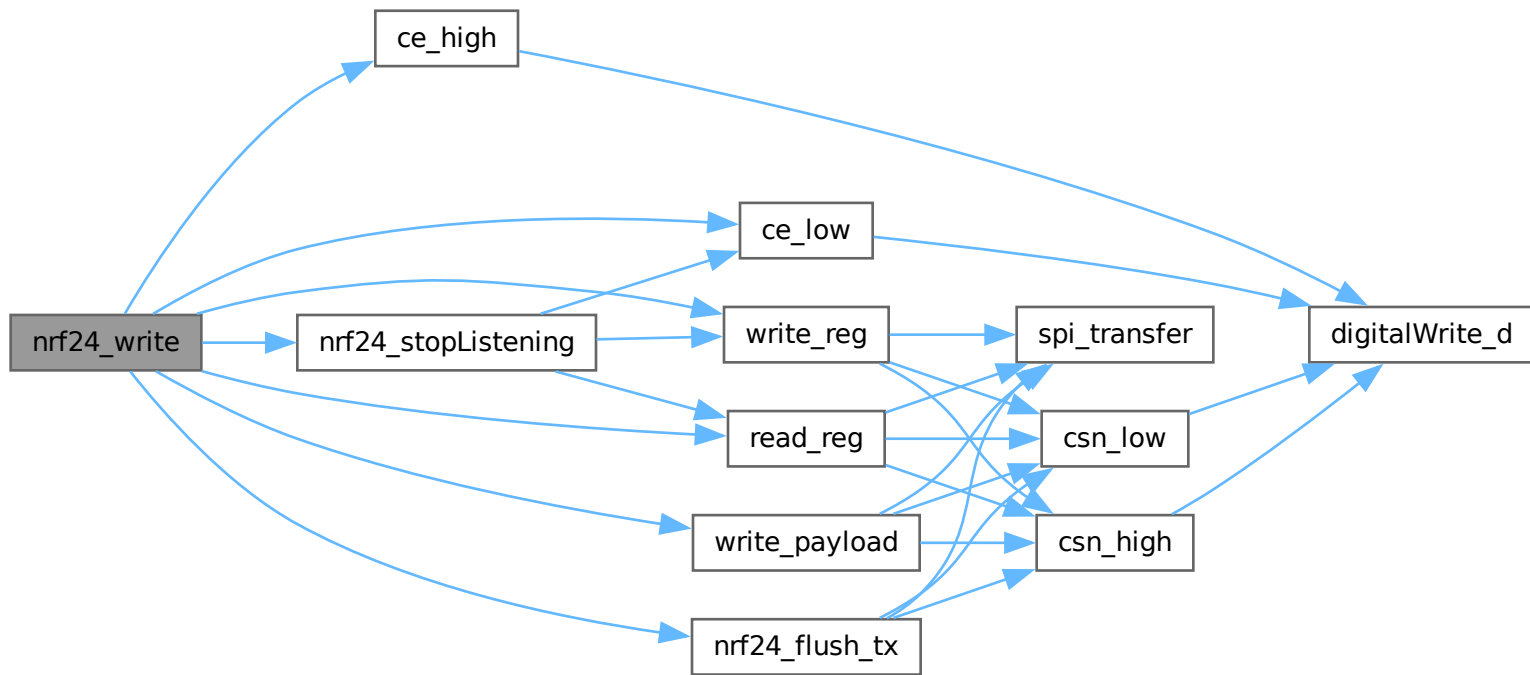 ce_high
ce_low
nrf24_write
nrf24_stopListening
write_reg
spi_transfer
digitalWrite_d
read_reg
csn_low
write_payload
csn_high
nrf24_flush_tx